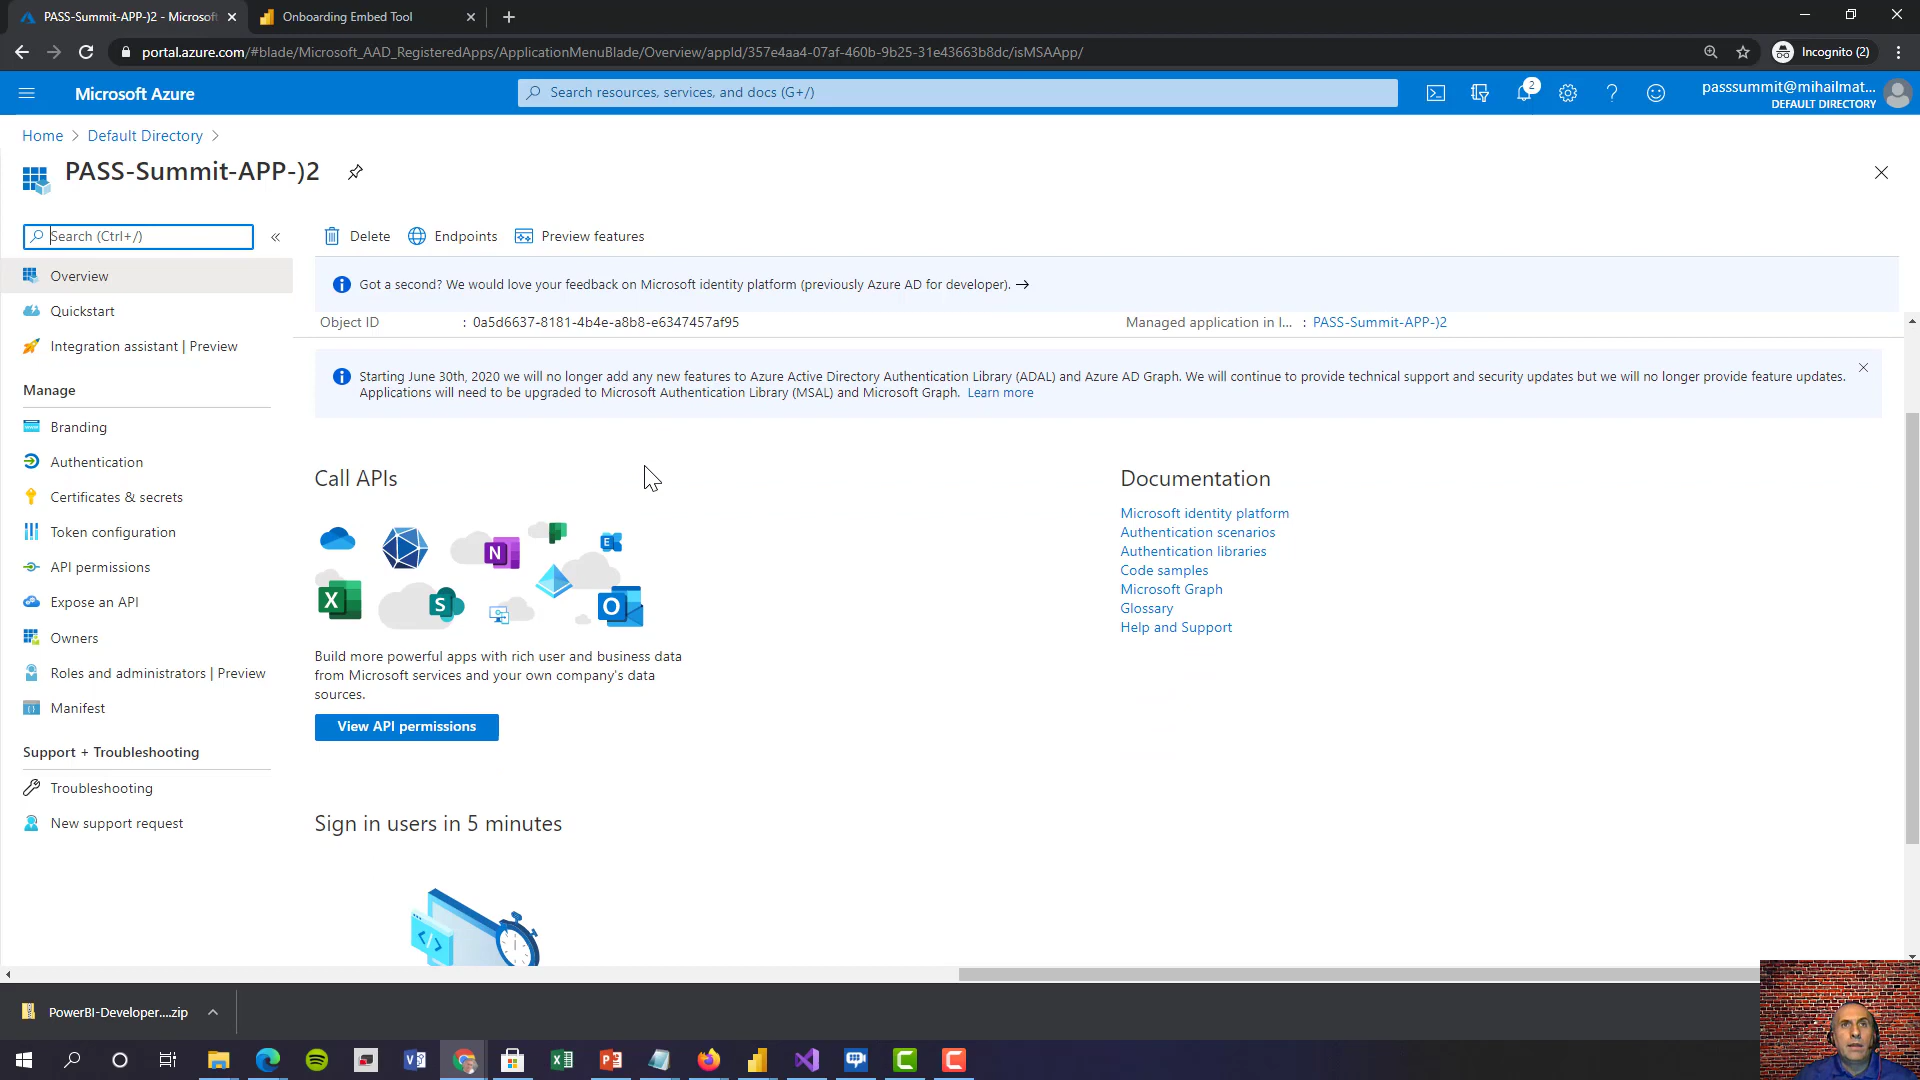 PASS-Summit-APP-)2 - Microsoft
Onboarding Embed Tool
portal.azure.com/#blade/Microsoft_AAD_RegisteredApps/ApplicationMenuBlade/Overview/appId/357e4aa4-07af-460b-9b25-31e43663b8dc/isMSAApp/
Incognito (2)
Microsoft Azure
Search resources, services, and docs (G+/)
2
passsummit@mihailmat...
DEFAULT DIRECTORY
Home > Default Directory >
PASS-Summit-APP-)2
Search (Ctrl+/)
Delete
Endpoints
Preview features
Overview
Quickstart
Integration assistant | Preview
Manage
Branding
Authentication
Certificates & secrets
Token configuration
API permissions
Expose an API
Owners
Roles and administrators | Preview
Manifest
Support + Troubleshooting
Troubleshooting
New support request
Got a second? We would love your feedback on Microsoft identity platform (previously Azure AD for developer). →
Object ID : 0a5d6637-8181-4b4e-a8b8-e6347457af95
Managed application in l... : PASS-Summit-APP-)2
Starting June 30th, 2020 we will no longer add any new features to Azure Active Directory Authentication Library (ADAL) and Azure AD Graph. We will continue to provide technical support and security updates but we will no longer provide feature updates.
Applications will need to be upgraded to Microsoft Authentication Library (MSAL) and Microsoft Graph. Learn more
Call APIs
Build more powerful apps with rich user and business data
from Microsoft services and your own company's data
sources.
View API permissions
Documentation
Microsoft identity platform
Authentication scenarios
Authentication libraries
Code samples
Microsoft Graph
Glossary
Help and Support
Sign in users in 5 minutes
PowerBI-Developer....zip